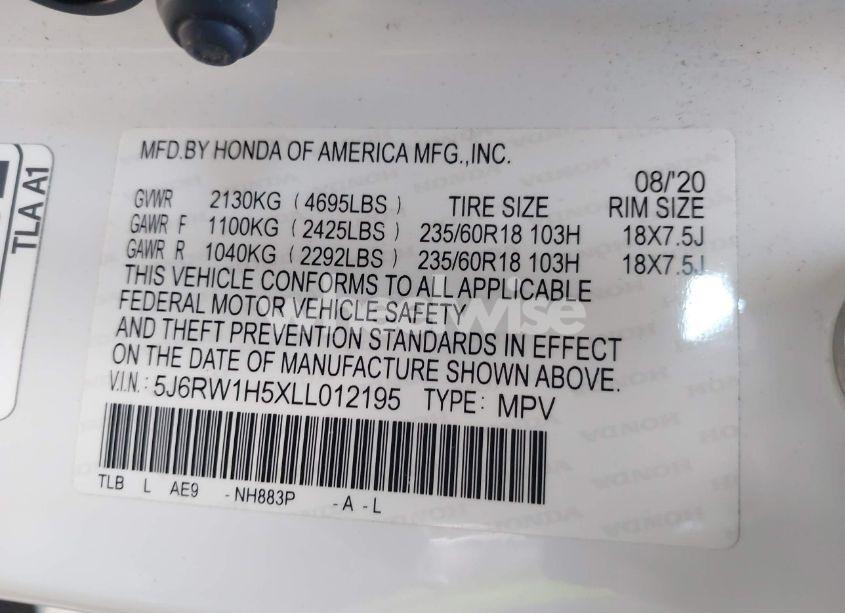 MFD.BY HONDA OF AMERICA MFG.,INC.
08/'20
GVWR 2130KG ( 4695LBS ) TIRE SIZE RIM SIZE
GAWR F 1100KG ( 2425LBS ) 235/60R18 103H 18X7.5J
GAWR R 1040KG ( 2292LBS ) 235/60R18 103H 18X7.5J
THIS VEHICLE CONFORMS TO ALL APPLICABLE
FEDERAL MOTOR VEHICLE SAFETY
AND THEFT PREVENTION STANDARDS IN EFFECT
ON THE DATE OF MANUFACTURE SHOWN ABOVE.
V.I.N.: 5J6RW1H5XLL012195 TYPE: MPV
TLB L AE9 - NH883P - A - L
TLA A1